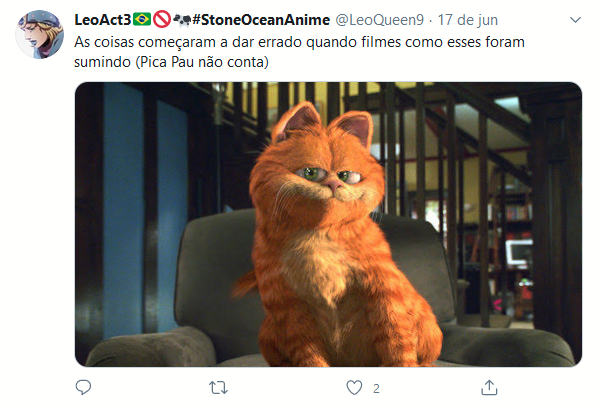 LeoAct3🇧🇷🚫🐄#StoneOceanAnime @LeoQueen9 · 17 de jun
As coisas começaram a dar errado quando filmes como esses foram
sumindo (Pica Pau não conta)
2